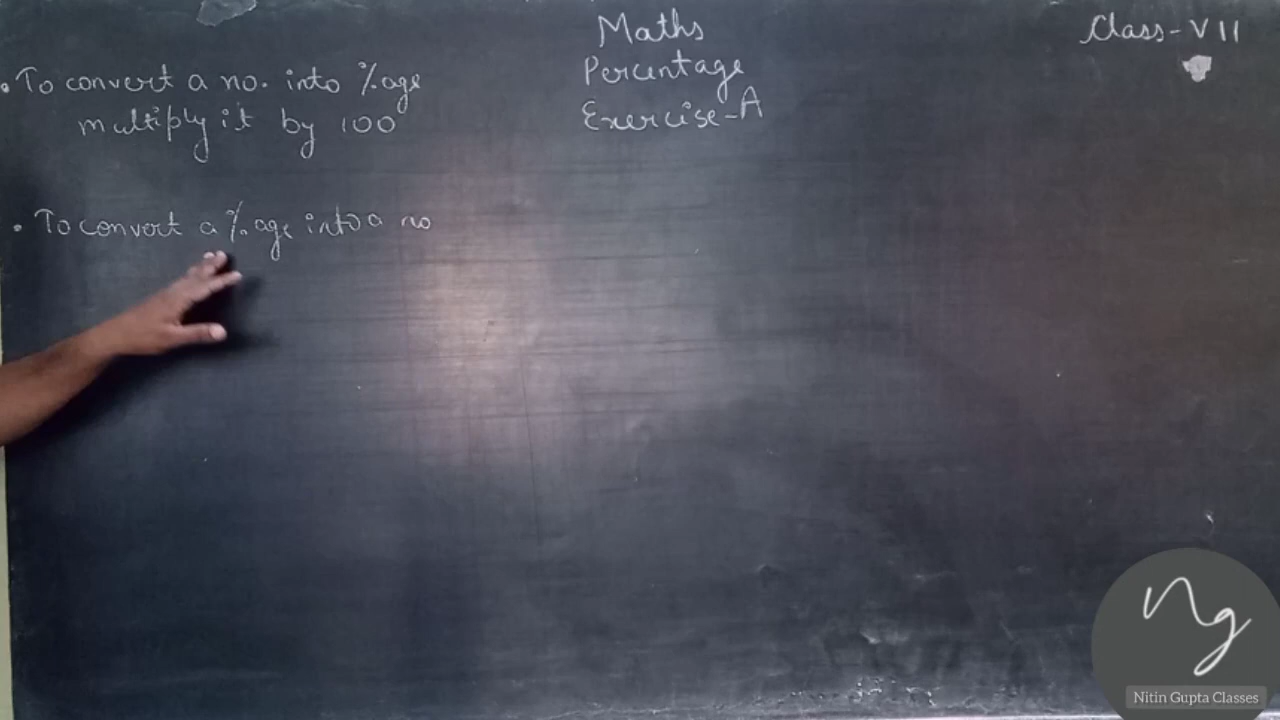 Maths
Class-VII
Percentage
Exercise-A
• To convert a no. into %age
multiply it by 100
• To convert a %age into a no
ng
Nitin Gupta Classes